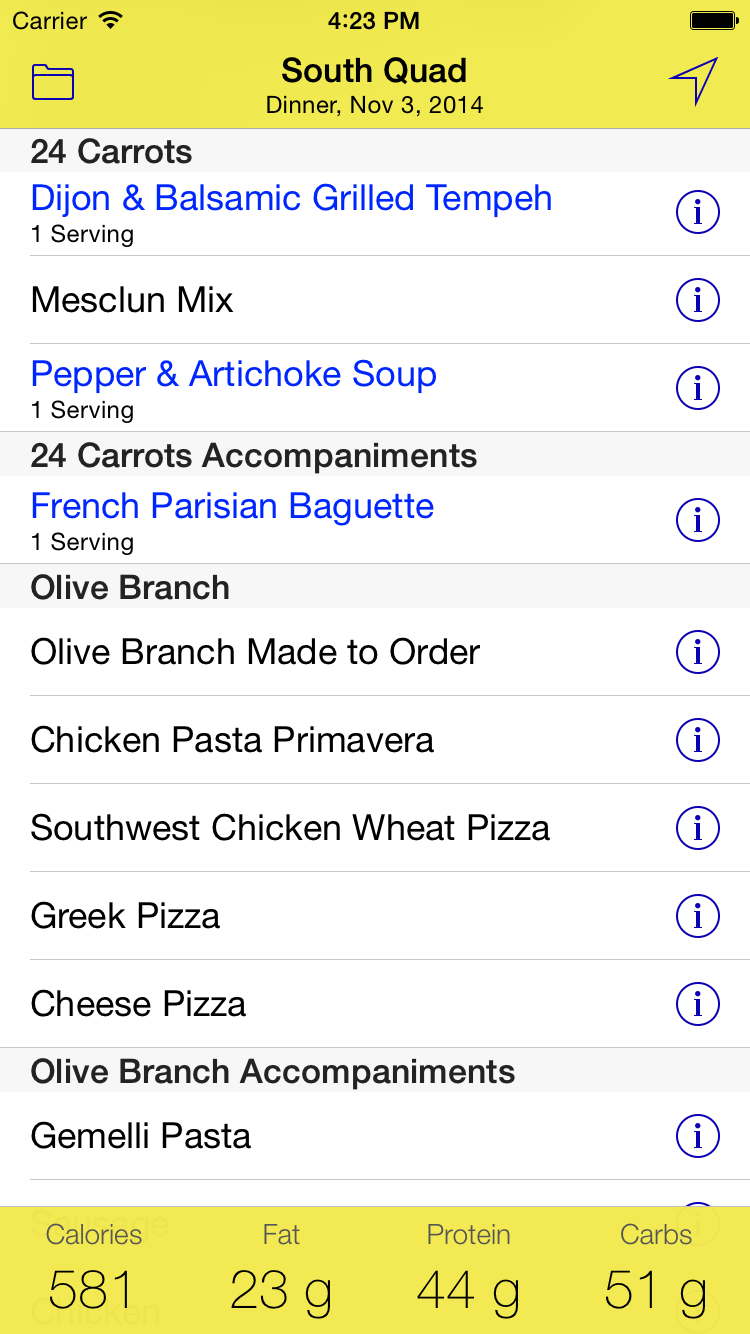 Carrier 4:23 PM
South Quad
Dinner, Nov 3, 2014
24 Carrots
Dijon & Balsamic Grilled Tempeh
1 Serving
Mesclun Mix
Pepper & Artichoke Soup
1 Serving
24 Carrots Accompaniments
French Parisian Baguette
1 Serving
Olive Branch
Olive Branch Made to Order
Chicken Pasta Primavera
Southwest Chicken Wheat Pizza
Greek Pizza
Cheese Pizza
Olive Branch Accompaniments
Gemelli Pasta
Sausage
Calories Fat Protein Carbs
581 23 g 44 g 51 g
Chicken